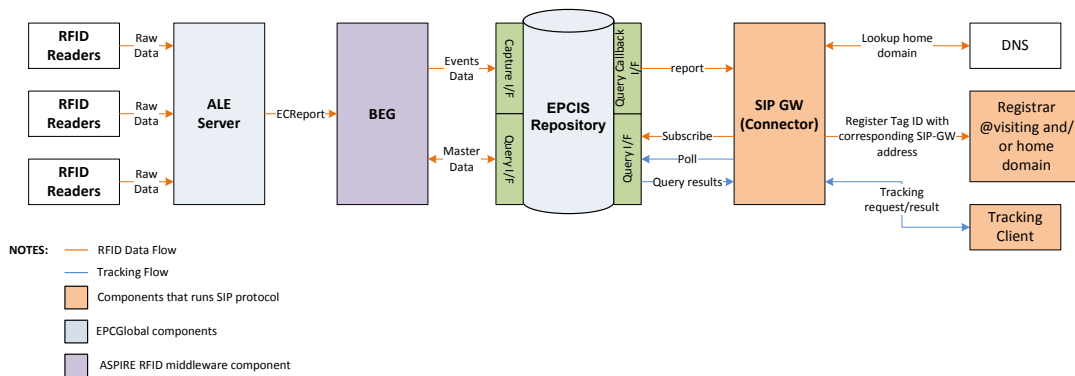 RFID
Readers
Raw
Data
RFID
Readers
Raw
Data
RFID
Readers
Raw
Data
ALE
Server
ECReport
BEG
Events
Data
Master
Data
Capture I/F
Query I/F
EPCIS
Repository
Query Callback
I/F
Query I/F
report
Subscribe
Poll
Query results
SIP GW
(Connector)
Lookup home
domain
DNS
Register Tag ID with
corresponding SIP-GW
address
Registrar
@visiting and/
or home
domain
Tracking
request/result
Tracking
Client
NOTES:
RFID Data Flow
Tracking Flow
Components that runs SIP protocol
EPCGlobal components
ASPIRE RFID middleware component